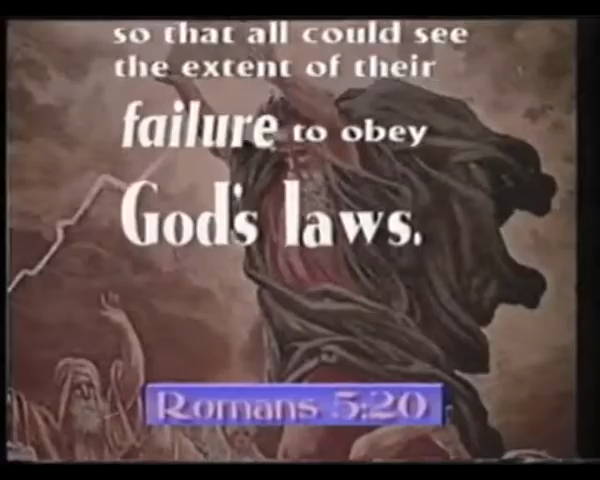 so that all could see
the extent of their
failure to obey
God's laws.
Romans 5:20